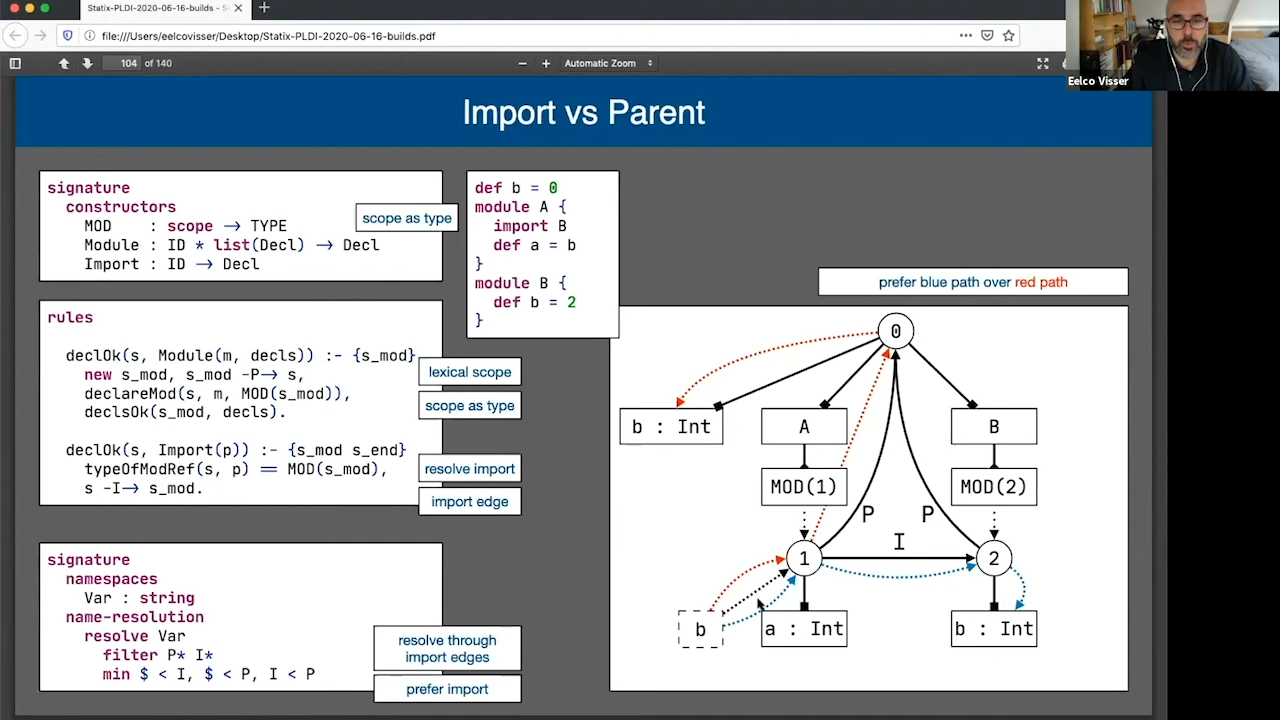 Statix-PLDI-2020-06-16-builds - S
file:///Users/eelcovisser/Desktop/Statix-PLDI-2020-06-16-builds.pdf
104 of 140
Automatic Zoom
Eelco Visser
Import vs Parent
signature
constructors
MOD : scope → TYPE
Module : ID * list(Decl) → Decl
Import : ID → Decl
scope as type
rules
declOk(s, Module(m, decls)) :- {s_mod}
new s_mod, s_mod -P→ s,
declareMod(s, m, MOD(s_mod)),
declsOk(s_mod, decls).
declOk(s, Import(p)) :- {s_mod s_end}
typeOfModRef(s, p) == MOD(s_mod),
s -I→ s_mod.
lexical scope
scope as type
resolve import
import edge
signature
namespaces
Var : string
name-resolution
resolve Var
filter P* I*
min $ < I, $ < P, I < P
resolve through
import edges
prefer import
def b = 0
module A {
import B
def a = b
}
module B {
def b = 2
}
prefer blue path over red path
0
b : Int
A
B
MOD(1)
MOD(2)
P
P
I
1
2
b
a : Int
b : Int